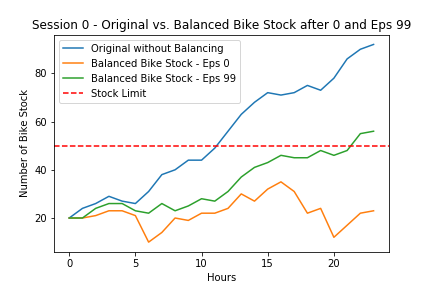 Session 0 - Original vs. Balanced Bike Stock after 0 and Eps 99
Original without Balancing
Balanced Bike Stock - Eps 0
Balanced Bike Stock - Eps 99
Stock Limit
Number of Bike Stock
80
60
40
20
0
5
10
15
20
Hours